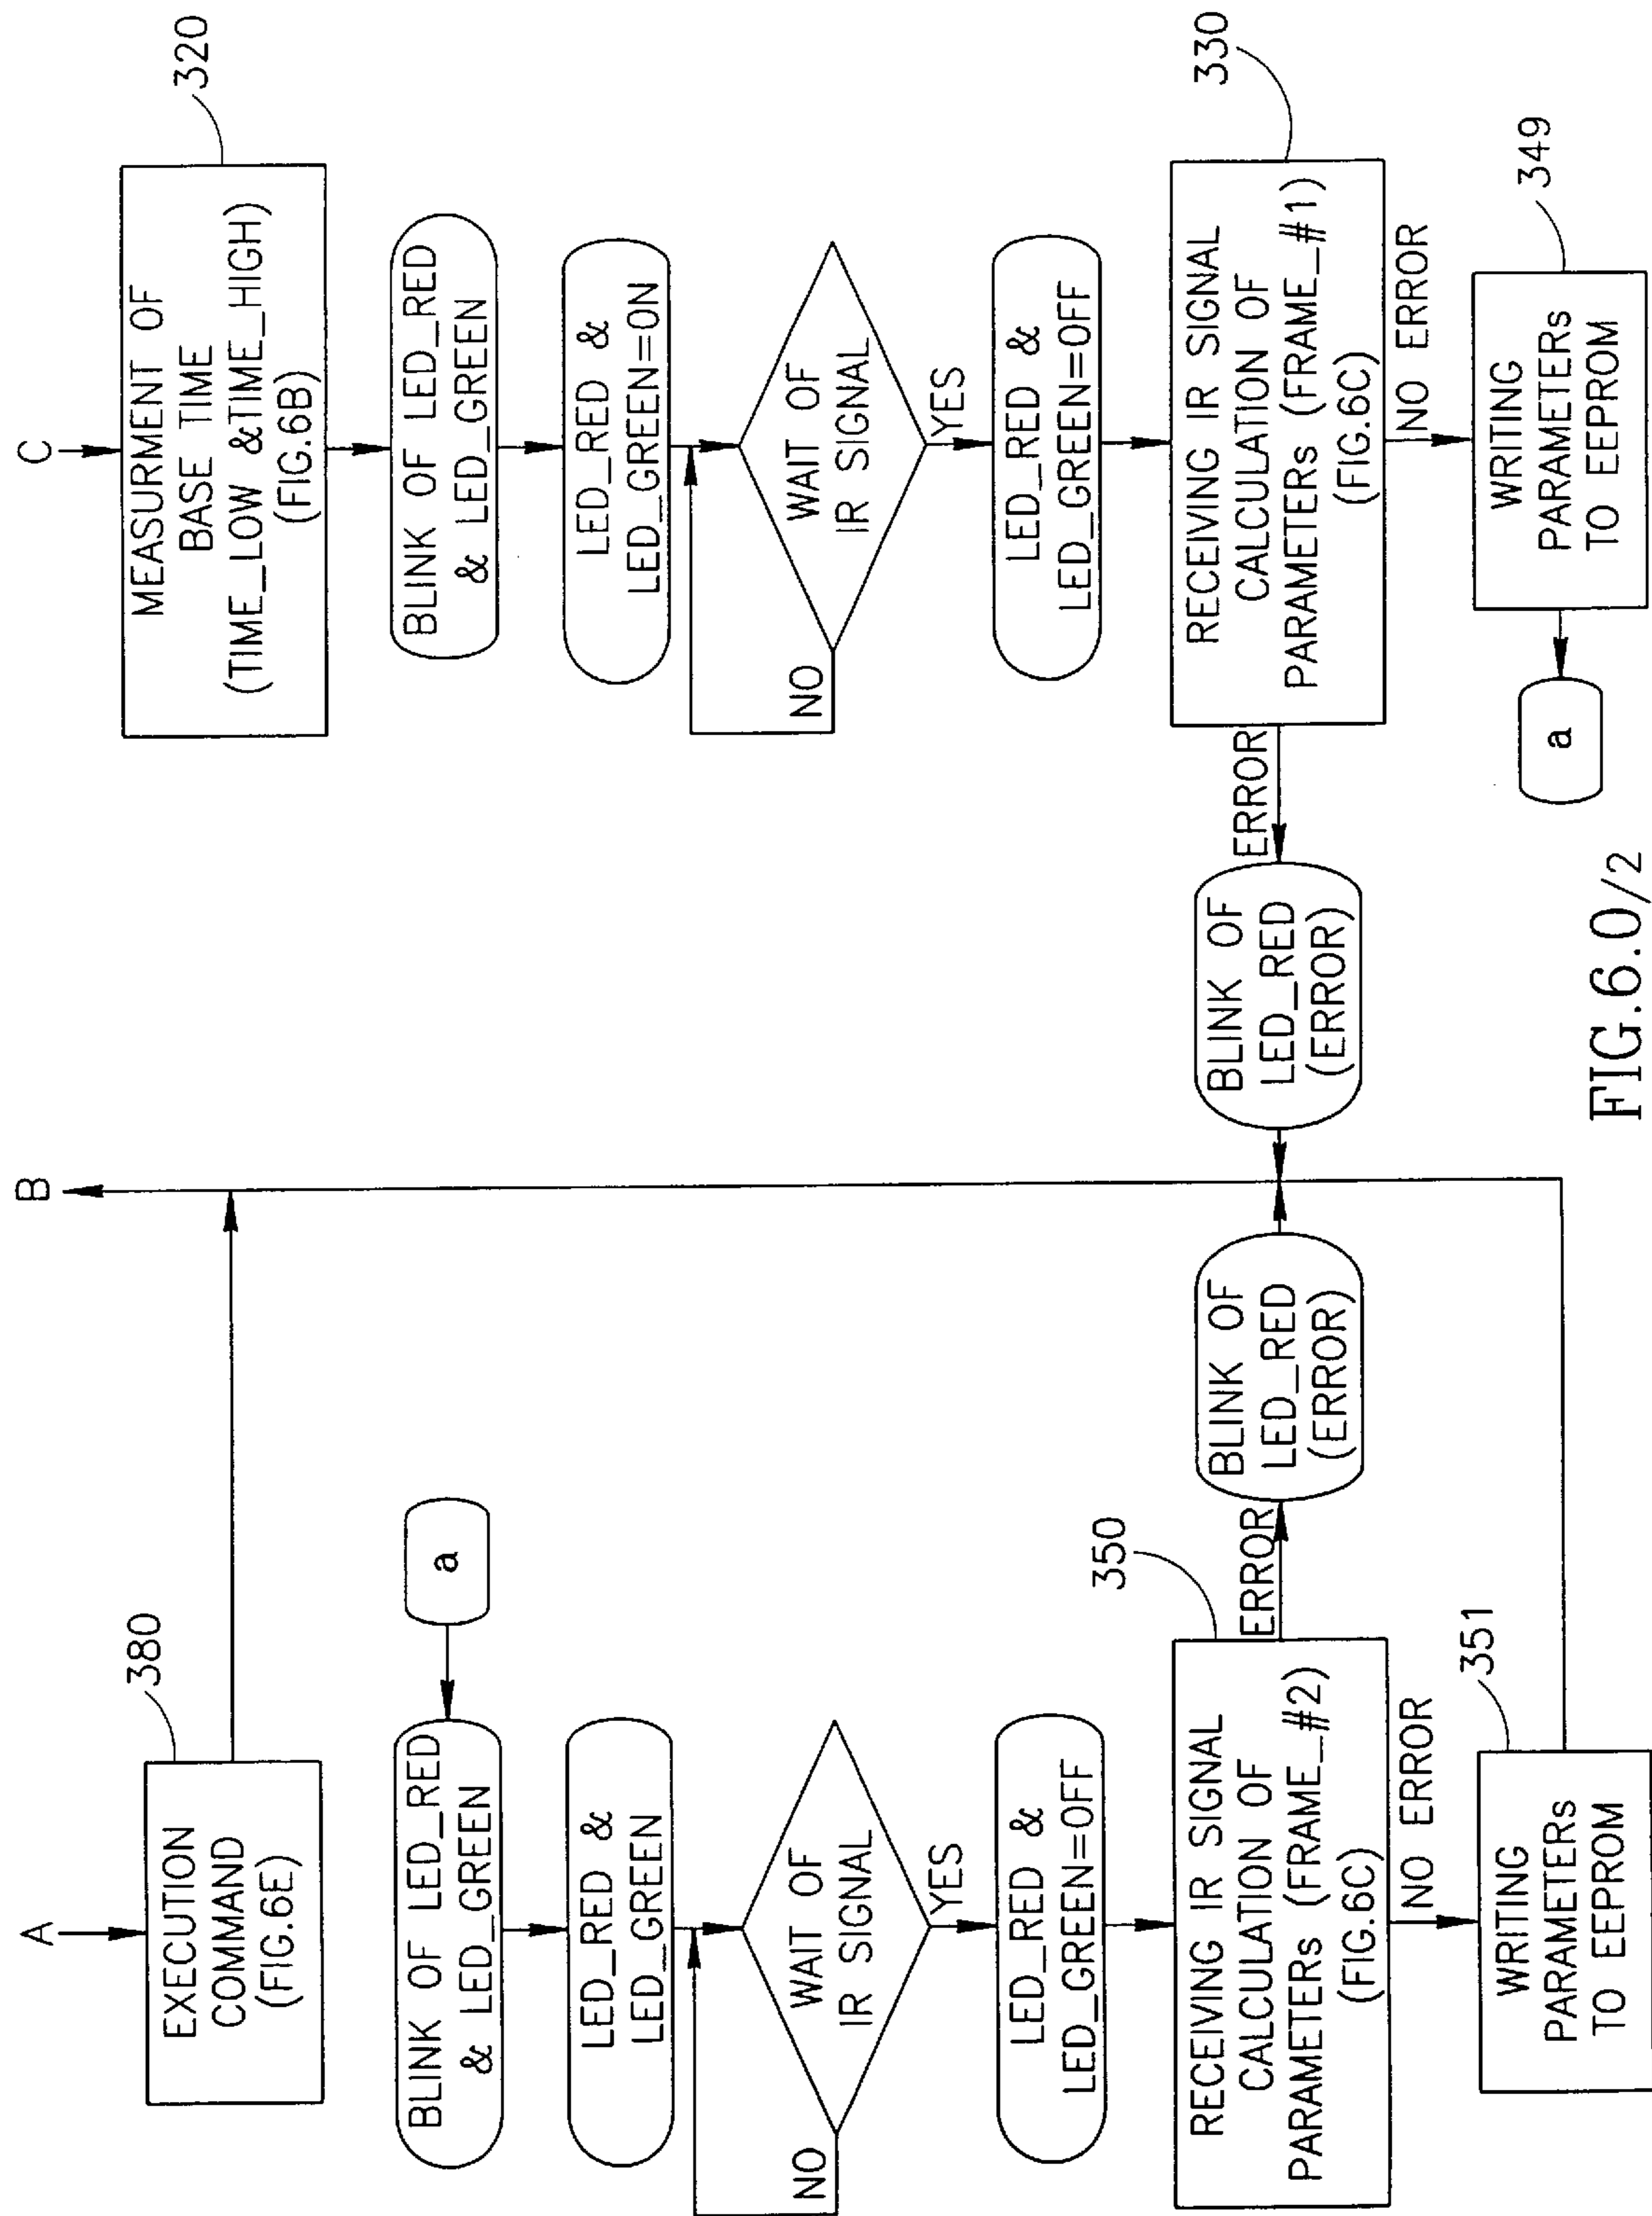 A
EXECUTION
COMMAND
(FIG.6E)
380
B
a
BLINK OF LED_RED
& LED_GREEN
LED_RED &
LED_GREEN
WAIT OF
IR SIGNAL
NO
YES
LED_RED &
LED_GREEN=OFF
RECEIVING IR SIGNAL
CALCULATION OF
PARAMETERs (FRAME_#2)
(FIG.6C)
350
ERROR
BLINK OF
LED_RED
(ERROR)
NO ERROR
WRITING
PARAMETERs
TO EEPROM
351
C
MEASURMENT OF
BASE TIME
(TIME_LOW &TIME_HIGH)
(FIG.6B)
320
BLINK OF LED_RED
& LED_GREEN
LED_RED &
LED_GREEN=ON
WAIT OF
IR SIGNAL
NO
YES
LED_RED &
LED_GREEN=OFF
RECEIVING IR SIGNAL
CALCULATION OF
PARAMETERs (FRAME_#1)
(FIG.6C)
330
ERROR
BLINK OF
LED_RED
(ERROR)
NO ERROR
WRITING
PARAMETERs
TO EEPROM
349
a
FIG.6.0/2